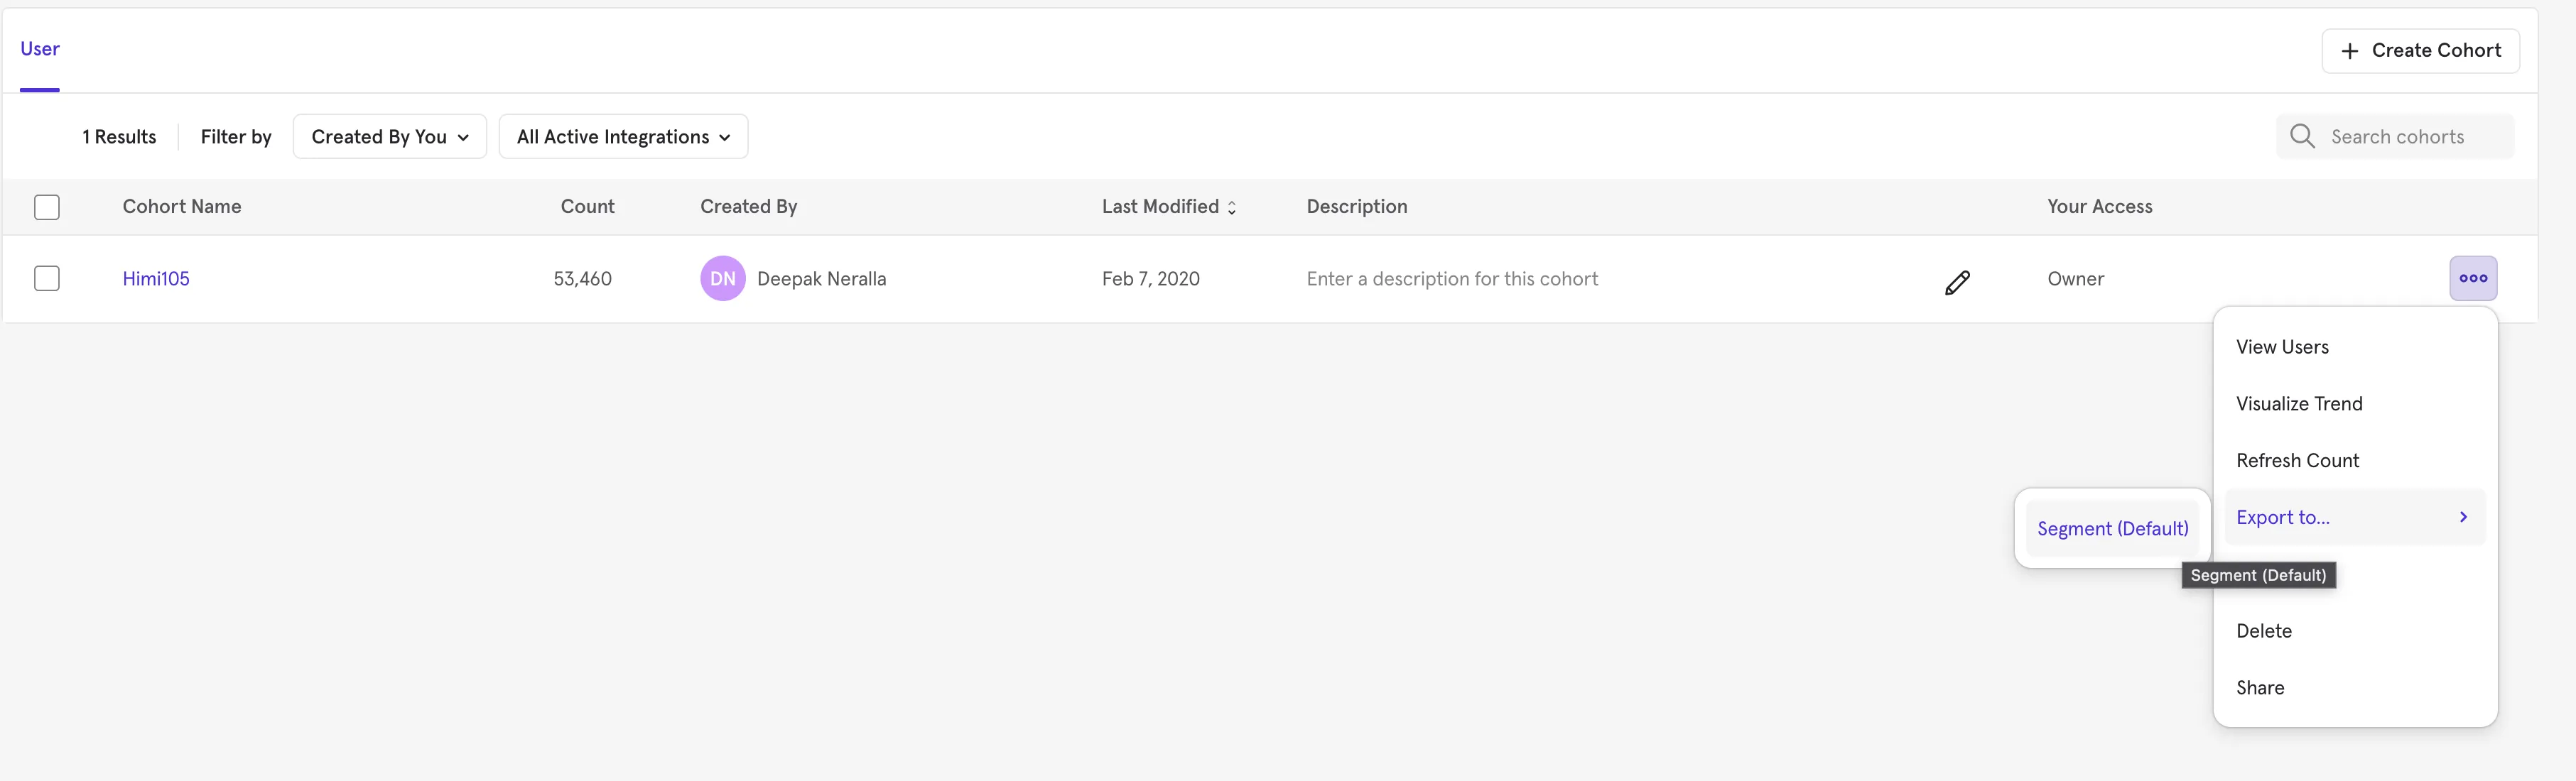 User
+ Create Cohort
1 Results
Filter by
Created By You
All Active Integrations
Search cohorts
Cohort Name
Count
Created By
Last Modified
Description
Your Access
Himi105
53,460
DN
Deepak Neralla
Feb 7, 2020
Enter a description for this cohort
Owner
View Users
Visualize Trend
Refresh Count
Export to...
Segment (Default)
Segment (Default)
Delete
Share